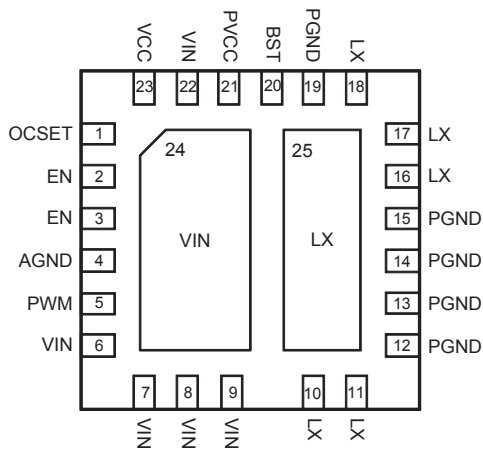 VCC VIN PVCC BST PGND LX
23 22 21 20 19 18
OCSET 1
EN 2
EN 3
AGND 4
PWM 5
VIN 6
24
VIN
25
LX
17 LX
16 LX
15 PGND
14 PGND
13 PGND
12 PGND
7 8 9 10 11
VIN VIN VIN LX LX